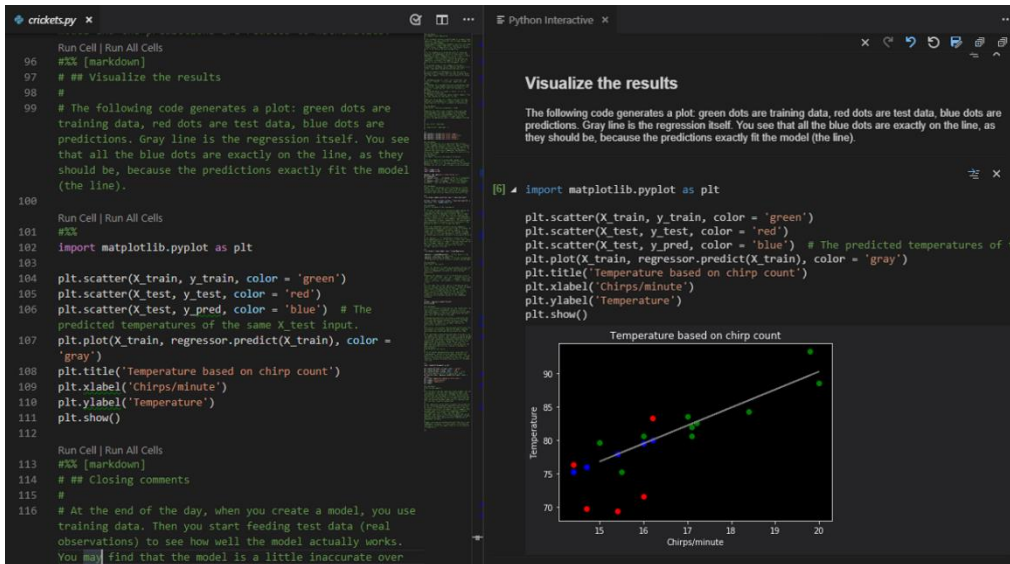 crickets.py
Run Cell | Run All Cells
96 #%% [markdown]
97 # ## Visualize the results
98 #
99 # The following code generates a plot: green dots are
training data, red dots are test data, blue dots are
predictions. Gray line is the regression itself. You see
that all the blue dots are exactly on the line, as they
should be, because the predictions exactly fit the model
(the line).
100
Run Cell | Run All Cells
101 #%%
102 import matplotlib.pyplot as plt
103
104 plt.scatter(X_train, y_train, color = 'green')
105 plt.scatter(X_test, y_test, color = 'red')
106 plt.scatter(X_test, y_pred, color = 'blue')  # The
predicted temperatures of the same X_test input.
107 plt.plot(X_train, regressor.predict(X_train), color =
'gray')
108 plt.title('Temperature based on chirp count')
109 plt.xlabel('Chirps/minute')
110 plt.ylabel('Temperature')
111 plt.show()
112
Run Cell | Run All Cells
113 #%% [markdown]
114 # ## Closing comments
115 #
116 # At the end of the day, when you create a model, you use
training data. Then you start feeding test data (real
observations) to see how well the model actually works.
You may find that the model is a little inaccurate over
Python Interactive
Visualize the results
The following code generates a plot: green dots are training data, red dots are test data, blue dots are
predictions. Gray line is the regression itself. You see that all the blue dots are exactly on the line, as
they should be, because the predictions exactly fit the model (the line).
[6] import matplotlib.pyplot as plt
plt.scatter(X_train, y_train, color = 'green')
plt.scatter(X_test, y_test, color = 'red')
plt.scatter(X_test, y_pred, color = 'blue')  # The predicted temperatures of
plt.plot(X_train, regressor.predict(X_train), color = 'gray')
plt.title('Temperature based on chirp count')
plt.xlabel('Chirps/minute')
plt.ylabel('Temperature')
plt.show()
Temperature based on chirp count
90
85
80
75
70
Temperature
15 16 17 18 19 20
Chirps/minute